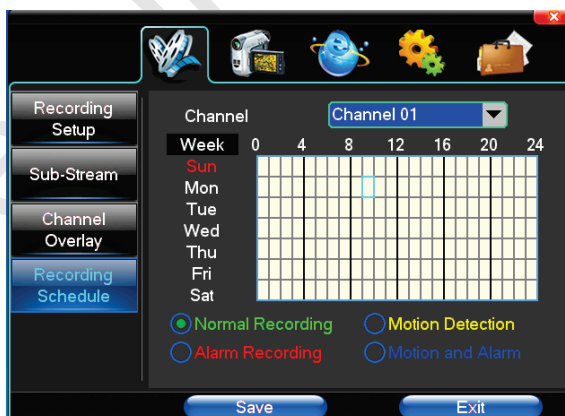 Recording
Setup
Sub-Stream
Channel
Overlay
Recording
Schedule
Channel
Channel 01
Week 0 4 8 12 16 20 24
Sun
Mon
Tue
Wed
Thu
Fri
Sat
Normal Recording
Motion Detection
Alarm Recording
Motion and Alarm
Save
Exit